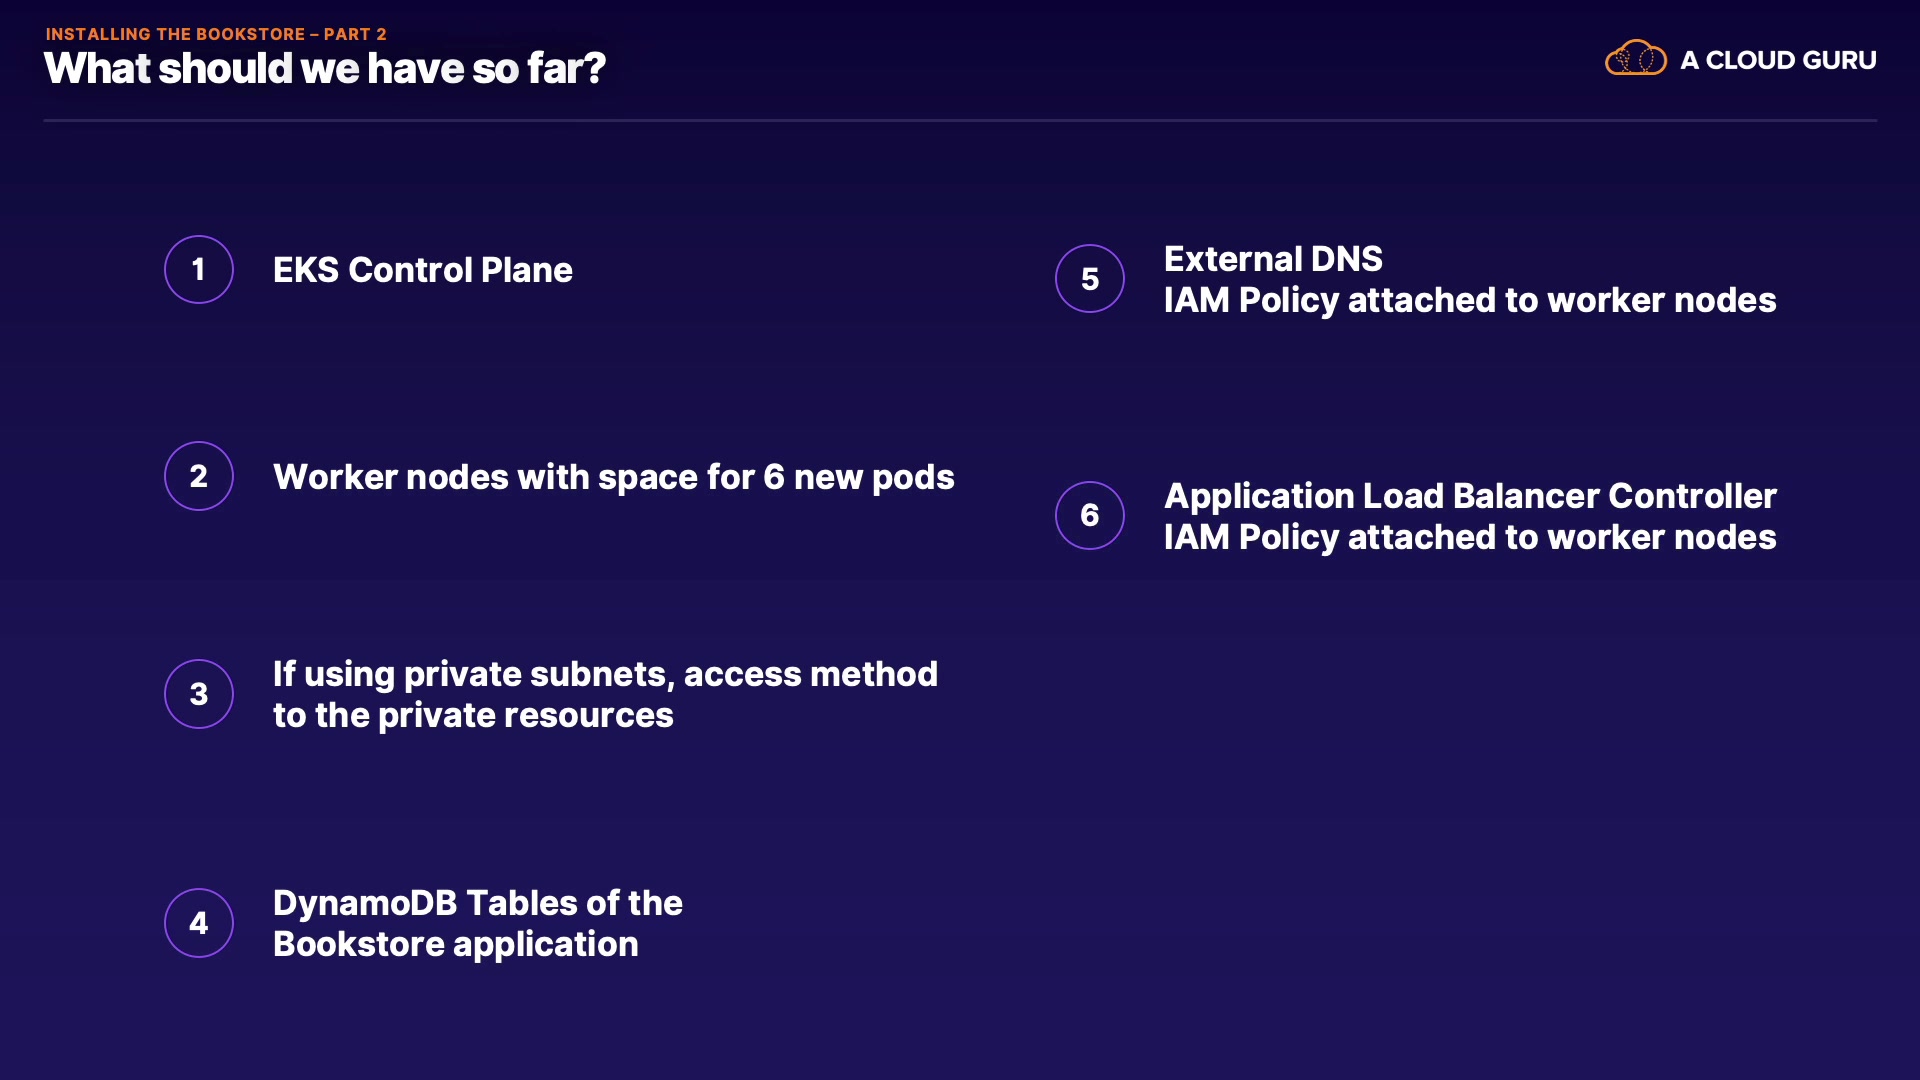 INSTALLING THE BOOKSTORE – PART 2
What should we have so far?
A CLOUD GURU
1
EKS Control Plane
2
Worker nodes with space for 6 new pods
3
If using private subnets, access method
to the private resources
4
DynamoDB Tables of the
Bookstore application
5
External DNS
IAM Policy attached to worker nodes
6
Application Load Balancer Controller
IAM Policy attached to worker nodes